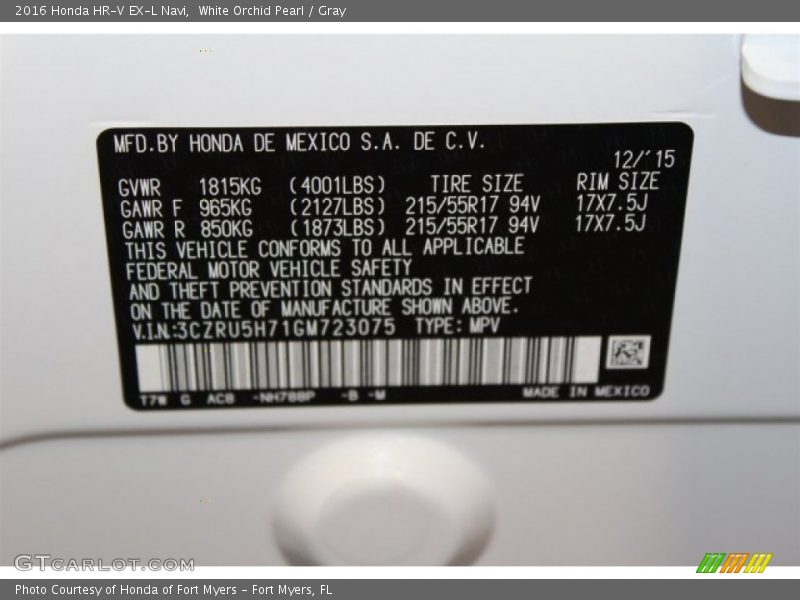 2016 Honda HR-V EX-L Navi, White Orchid Pearl / Gray
MFD.BY HONDA DE MEXICO S.A. DE C.V.
12/'15
GVWR 1815KG (4001LBS) TIRE SIZE RIM SIZE
GAWR F 965KG (2127LBS) 215/55R17 94V 17X7.5J
GAWR R 850KG (1873LBS) 215/55R17 94V 17X7.5J
THIS VEHICLE CONFORMS TO ALL APPLICABLE
FEDERAL MOTOR VEHICLE SAFETY
AND THEFT PREVENTION STANDARDS IN EFFECT
ON THE DATE OF MANUFACTURE SHOWN ABOVE.
V.I.N:3CZRU5H71GM723075 TYPE: MPV
T7W G AC8 -NH788P -B -M MADE IN MEXICO
GTCARLOT.COM
Photo Courtesy of Honda of Fort Myers - Fort Myers, FL